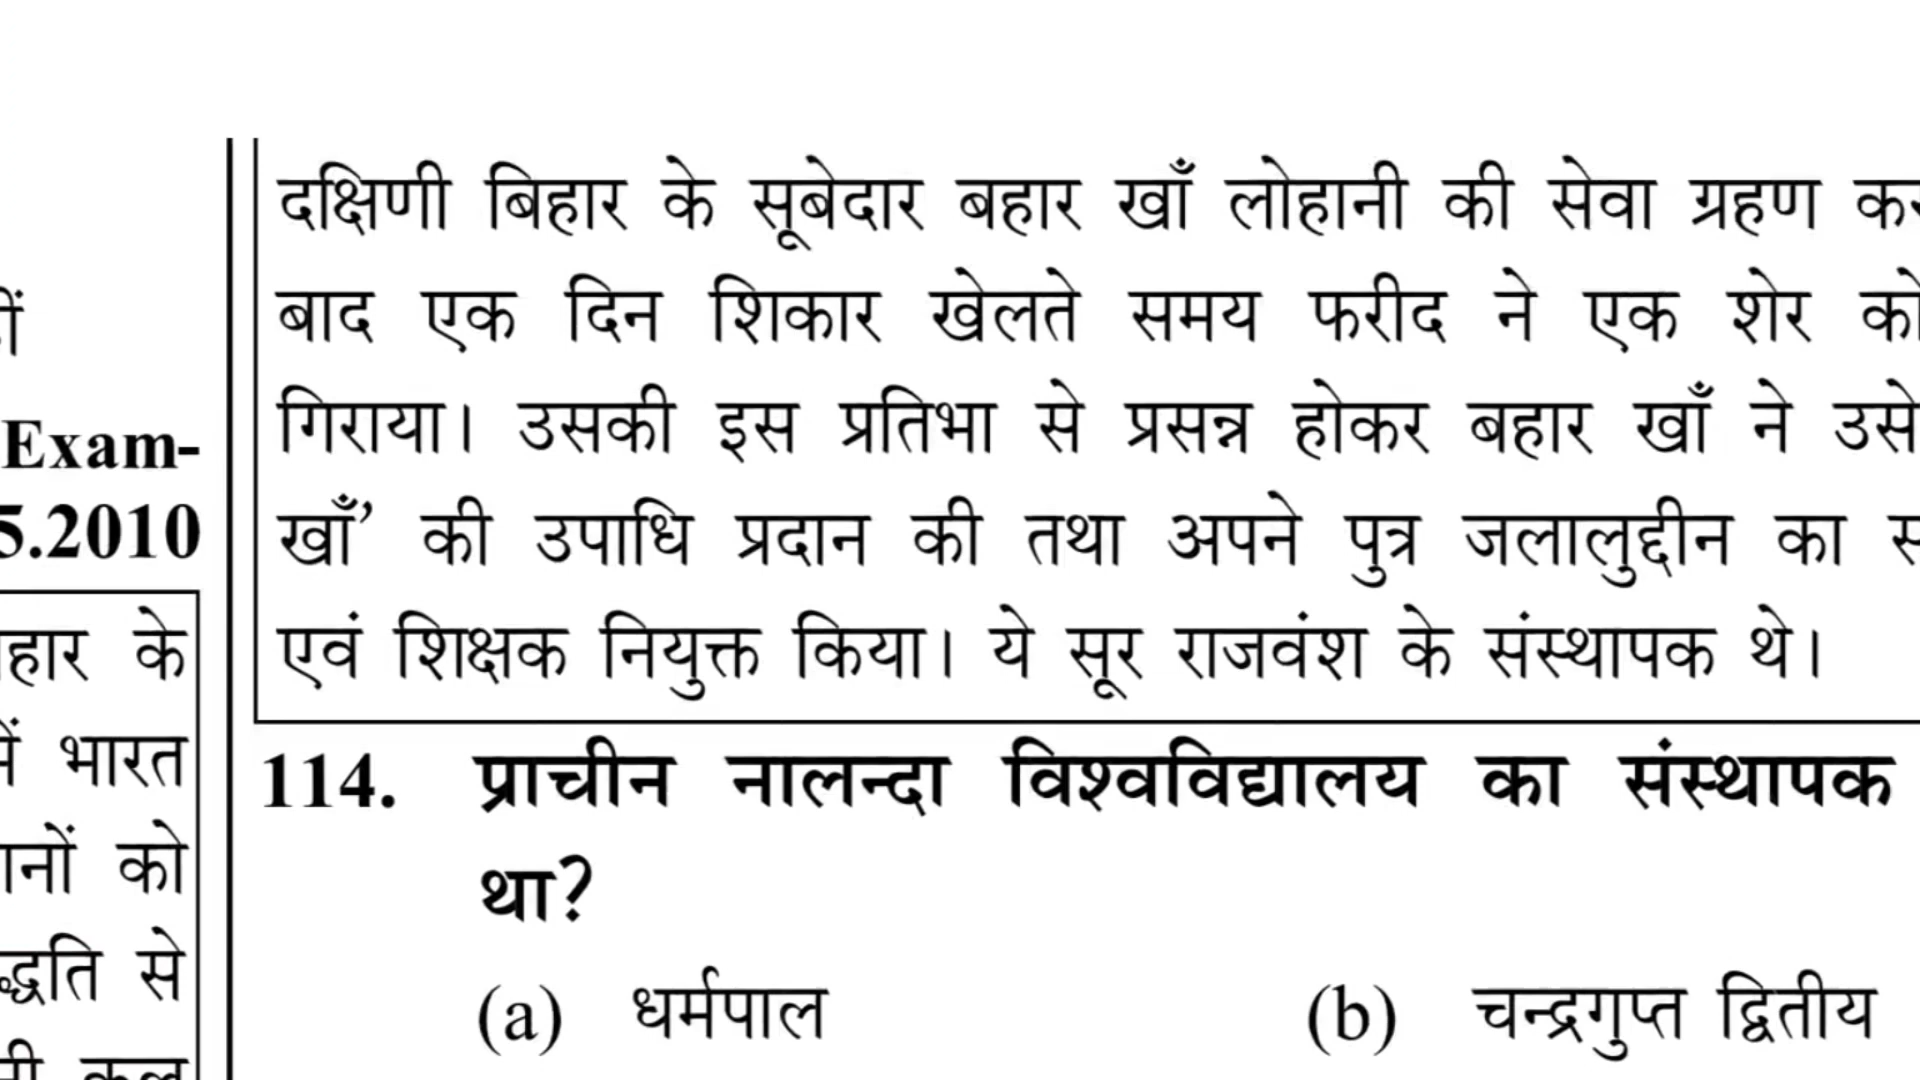 Exam-
5.2010
के
भारत
को
से
दक्षिणी बिहार के सूबेदार बहार खाँ लोहानी की सेवा ग्रहण
बाद एक दिन शिकार खेलते समय फरीद ने एक शेर को
गिराया। उसकी इस प्रतिभा से प्रसन्न होकर बहार खाँ ने उसे
खाँ’ की उपाधि प्रदान की तथा अपने पुत्र जलालुद्दीन का
एवं शिक्षक नियुक्त किया। ये सूर राजवंश के संस्थापक थे।
114. प्राचीन नालन्दा विश्वविद्यालय का संस्थापक
था?
(a) धर्मपाल (b) चन्द्रगुप्त द्वितीय